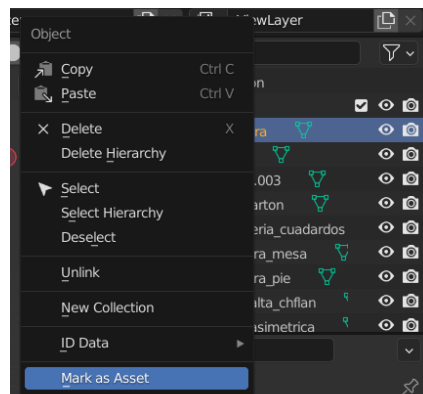 ewLayer
Object
Copy Ctrl C
Paste Ctrl V
on
Delete X
ra
Delete Hierarchy
.003
Select
arton
Select Hierarchy
eria_cuadardos
Deselect
ra_mesa
Unlink
ra_pie
New Collection
alta_chflan
asimetrica
ID Data
Mark as Asset